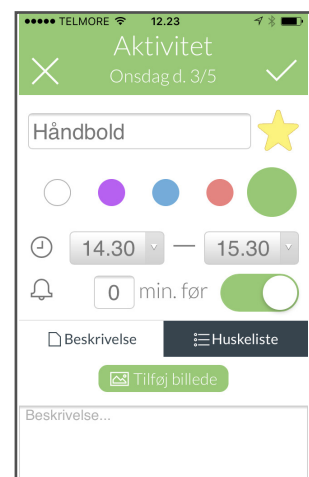 TELMORE 12.23
Aktivitet
Onsdag d. 3/5
Håndbold
14.30 — 15.30
0 min. før
Beskrivelse Huskeliste
Tilføj billede
Beskrivelse...